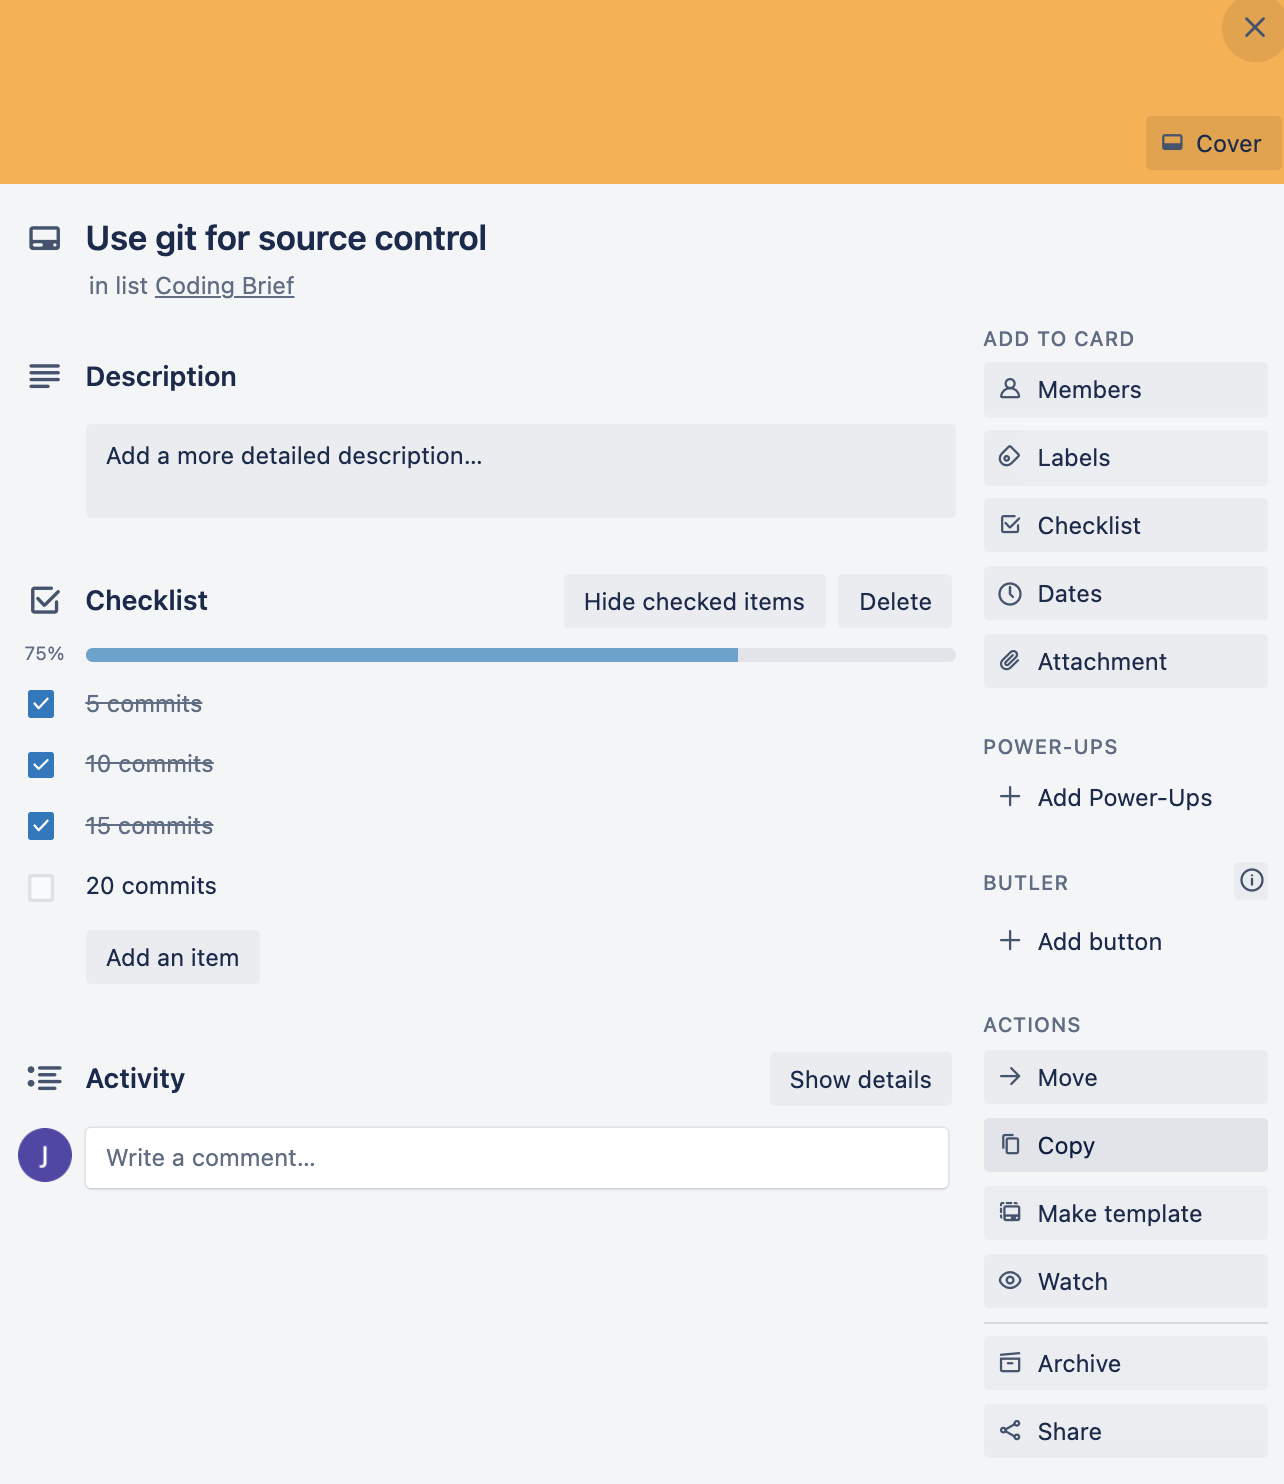 Cover
Use git for source control
in list Coding Brief
Description
Add a more detailed description...
Checklist
Hide checked items
Delete
75%
5 commits
10 commits
15 commits
20 commits
Add an item
Activity
Show details
J
Write a comment...
ADD TO CARD
Members
Labels
Checklist
Dates
Attachment
POWER-UPS
Add Power-Ups
BUTLER
Add button
ACTIONS
Move
Copy
Make template
Watch
Archive
Share